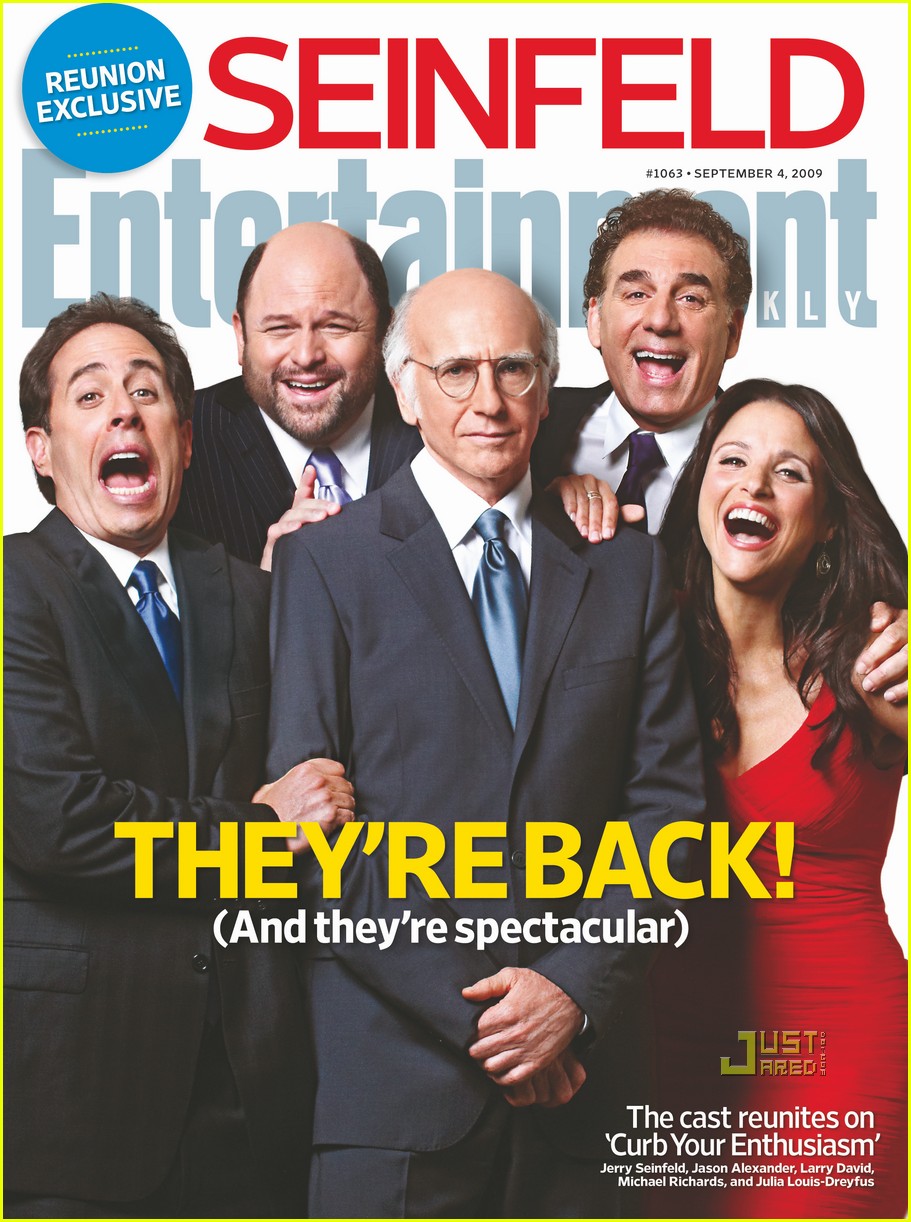 REUNION
EXCLUSIVE
SEINFELD
#1063 • SEPTEMBER 4, 2009
Entertainment
KLY
THEY'RE BACK!
(And they're spectacular)
JUST
JARED
The cast reunites on
'Curb Your Enthusiasm'
Jerry Seinfeld, Jason Alexander, Larry David,
Michael Richards, and Julia Louis-Dreyfus